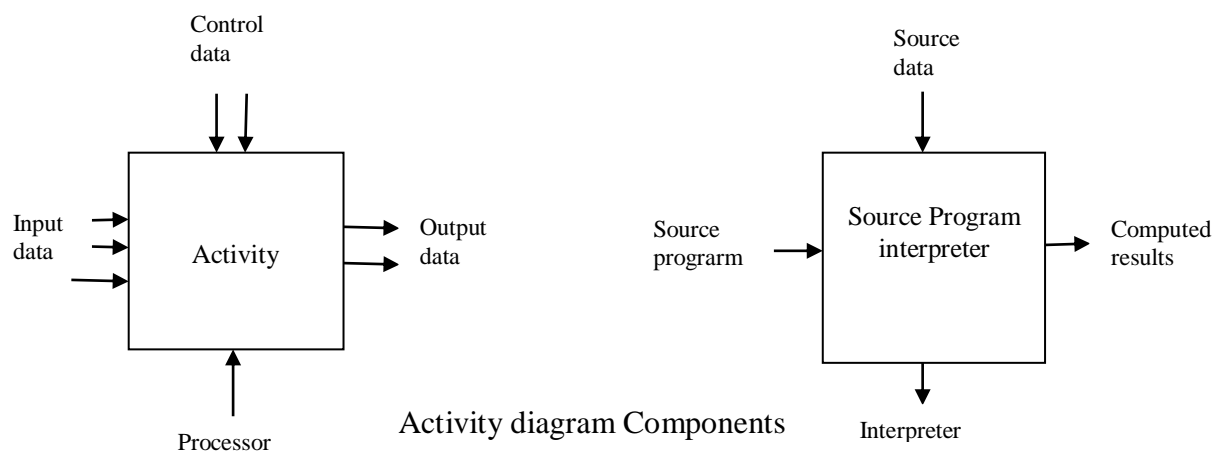 Control
data
Input
data
Activity
Output
data
Processor
Source
data
Source
programm
Source Program
interpreter
Computed
results
Interpreter
Activity diagram Components